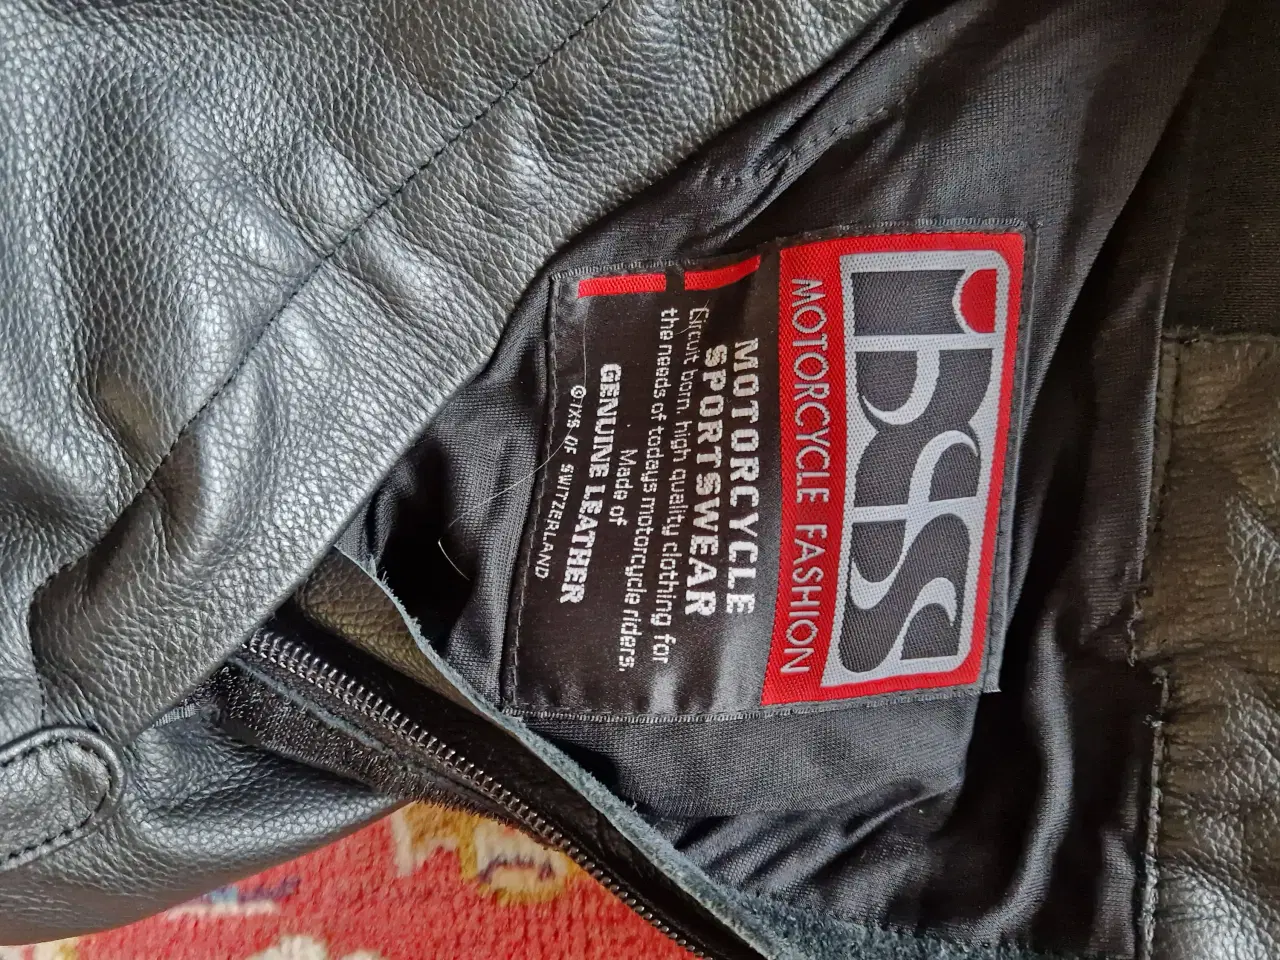 ixs
MOTORCYCLE FASHION
MOTORCYCLE
SPORTSWEAR
Circuit born, high quality clothing for
the needs of todays motorcycle riders.
Made of
GENUINE LEATHER
© IXS OF SWITZERLAND